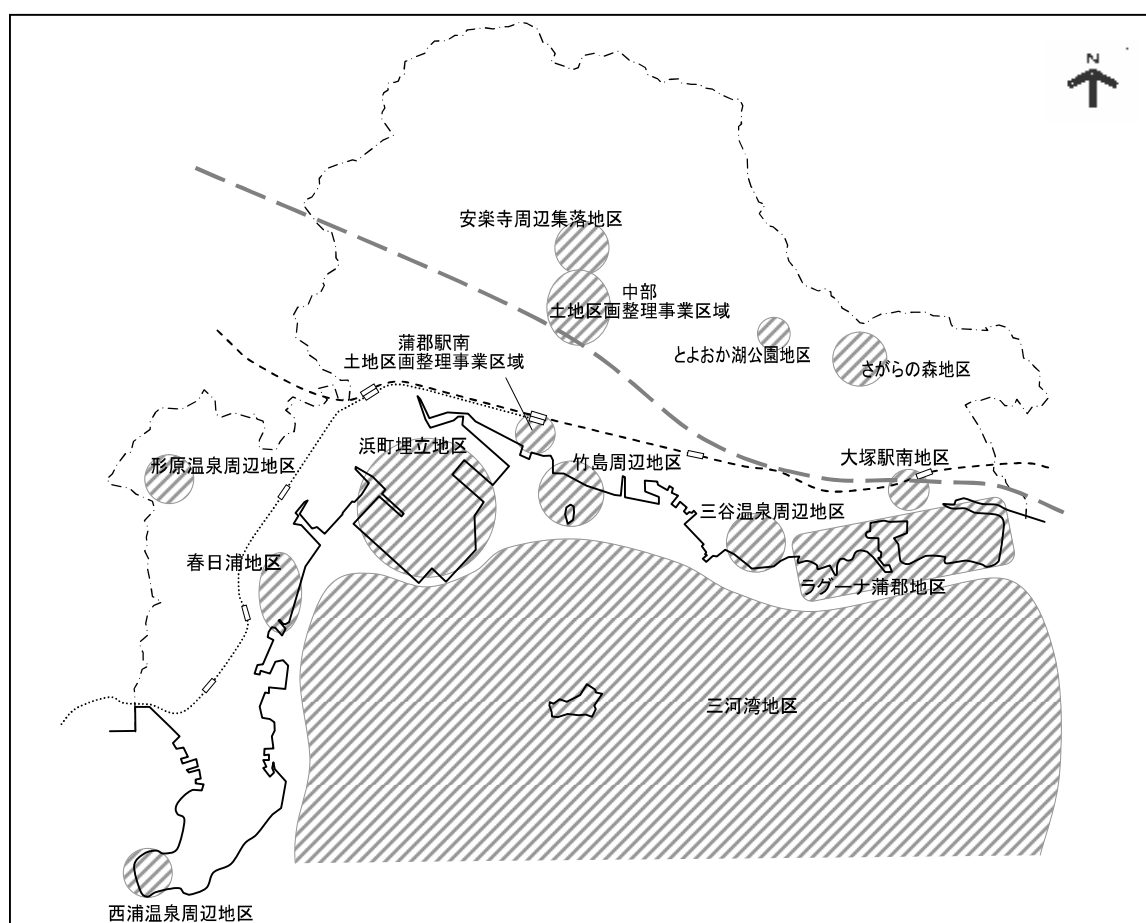 N
安楽寺周辺集落地区
中部
土地区画整理事業区域
蒲郡駅南
土地区画整理事業区域
とよおか湖公園地区
さがらの森地区
浜町埋立地区
形原温泉周辺地区
竹島周辺地区
大塚駅南地区
三谷温泉周辺地区
春日浦地区
ラグーナ蒲郡地区
三河湾地区
西浦温泉周辺地区